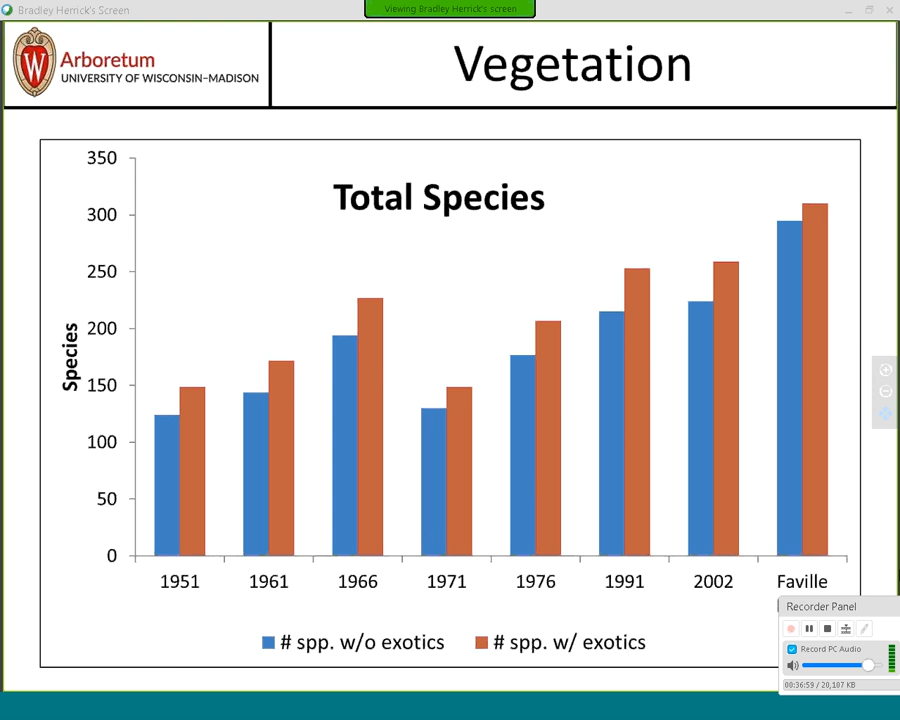 Bradley Herrick's Screen
Viewing Bradley Herrick's screen
W
Arboretum
UNIVERSITY OF WISCONSIN–MADISON
Vegetation
Total Species
Species
350
300
250
200
150
100
50
0
1951 1961 1966 1971 1976 1991 2002 Faville
# spp. w/o exotics # spp. w/ exotics
Recorder Panel
Record PC Audio
00:36:59 / 20,107 KB